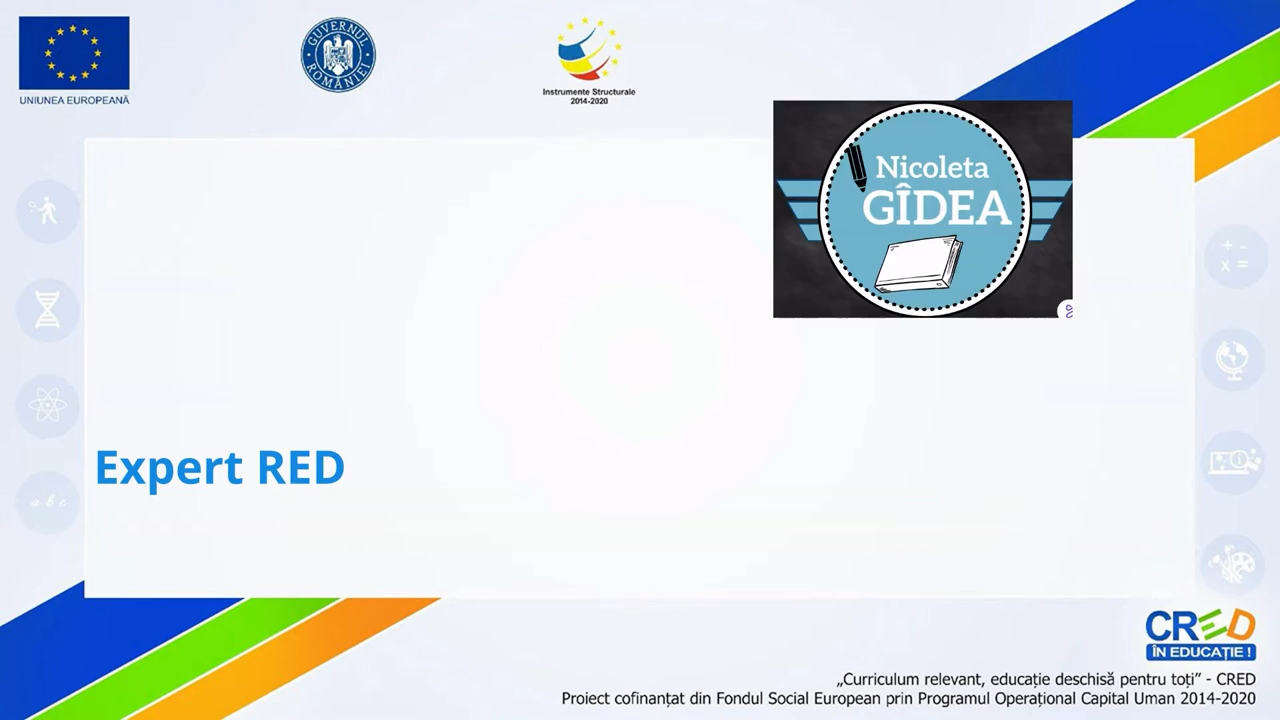 UNIUNEA EUROPEANĂ
GUVERNUL ROMÂNIEI
Instrumente Structurale
2014-2020
Nicoleta
GÎDEA
+ -
x =
a b c
Expert RED
CRED
ÎN EDUCAȚIE !
„Curriculum relevant, educație deschisă pentru toți” - CRED
Proiect cofinanțat din Fondul Social European prin Programul Operațional Capital Uman 2014-2020